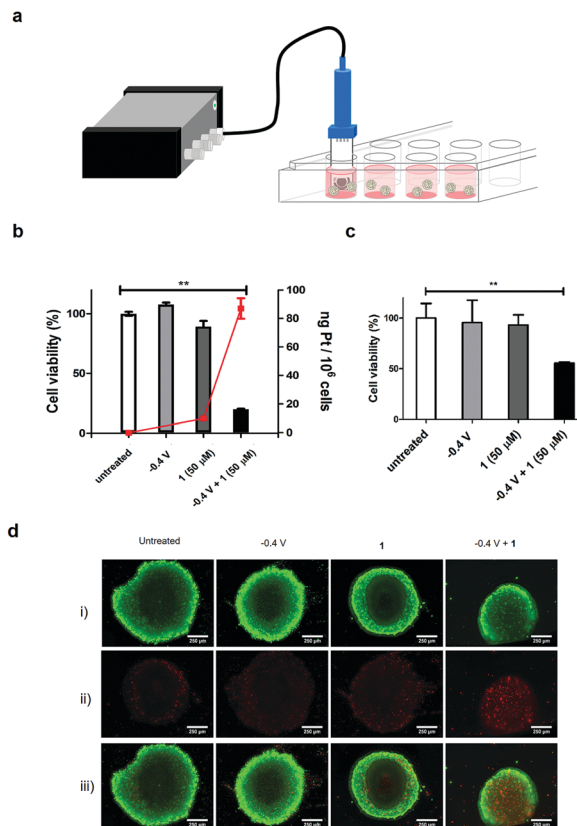 a
b
c
**
**
Cell viability (%)
100
50
0
90
80
60
40
20
10
0
ng Pt / 10⁶ cells
untreated
-0.4 V
1 (50 µM)
-0.4 V + 1 (50 µM)
Cell viability (%)
100
50
0
untreated
-0.4 V
1 (50 µM)
-0.4 V + 1 (50 µM)
d
Untreated
-0.4 V
1
-0.4 V + 1
i)
250 µm
250 µm
250 µm
250 µm
ii)
250 µm
250 µm
250 µm
250 µm
iii)
250 µm
250 µm
250 µm
250 µm